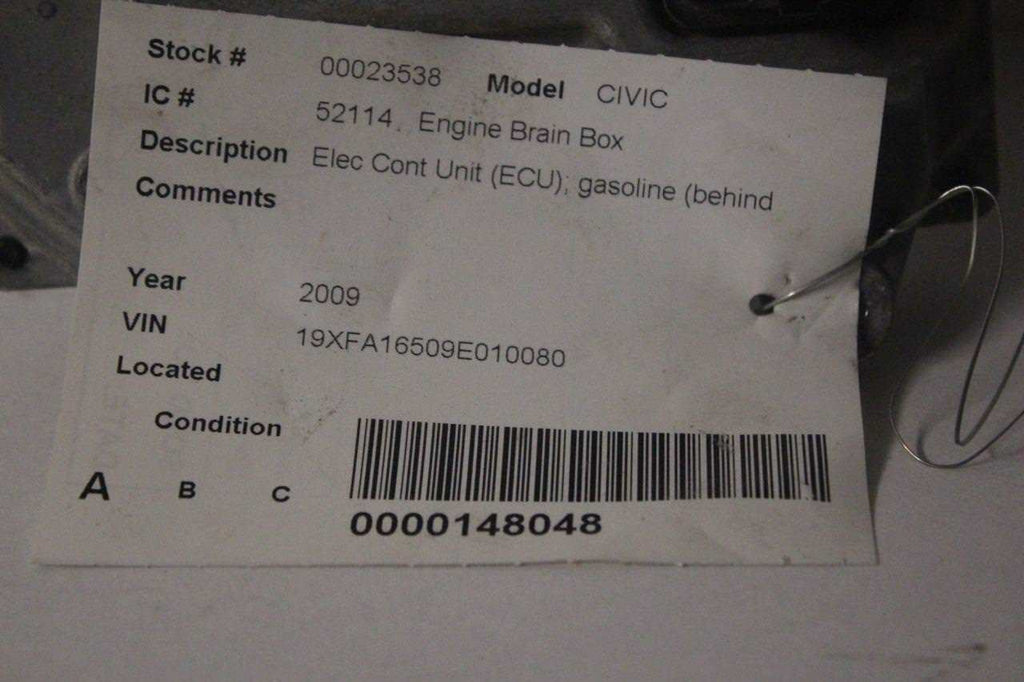 Stock # 00023538 Model CIVIC
IC # 52114. Engine Brain Box
Description Elec Cont Unit (ECU); gasoline (behind
Comments
Year 2009
VIN 19XFA16509E010080
Located
Condition
A B C
0000148048